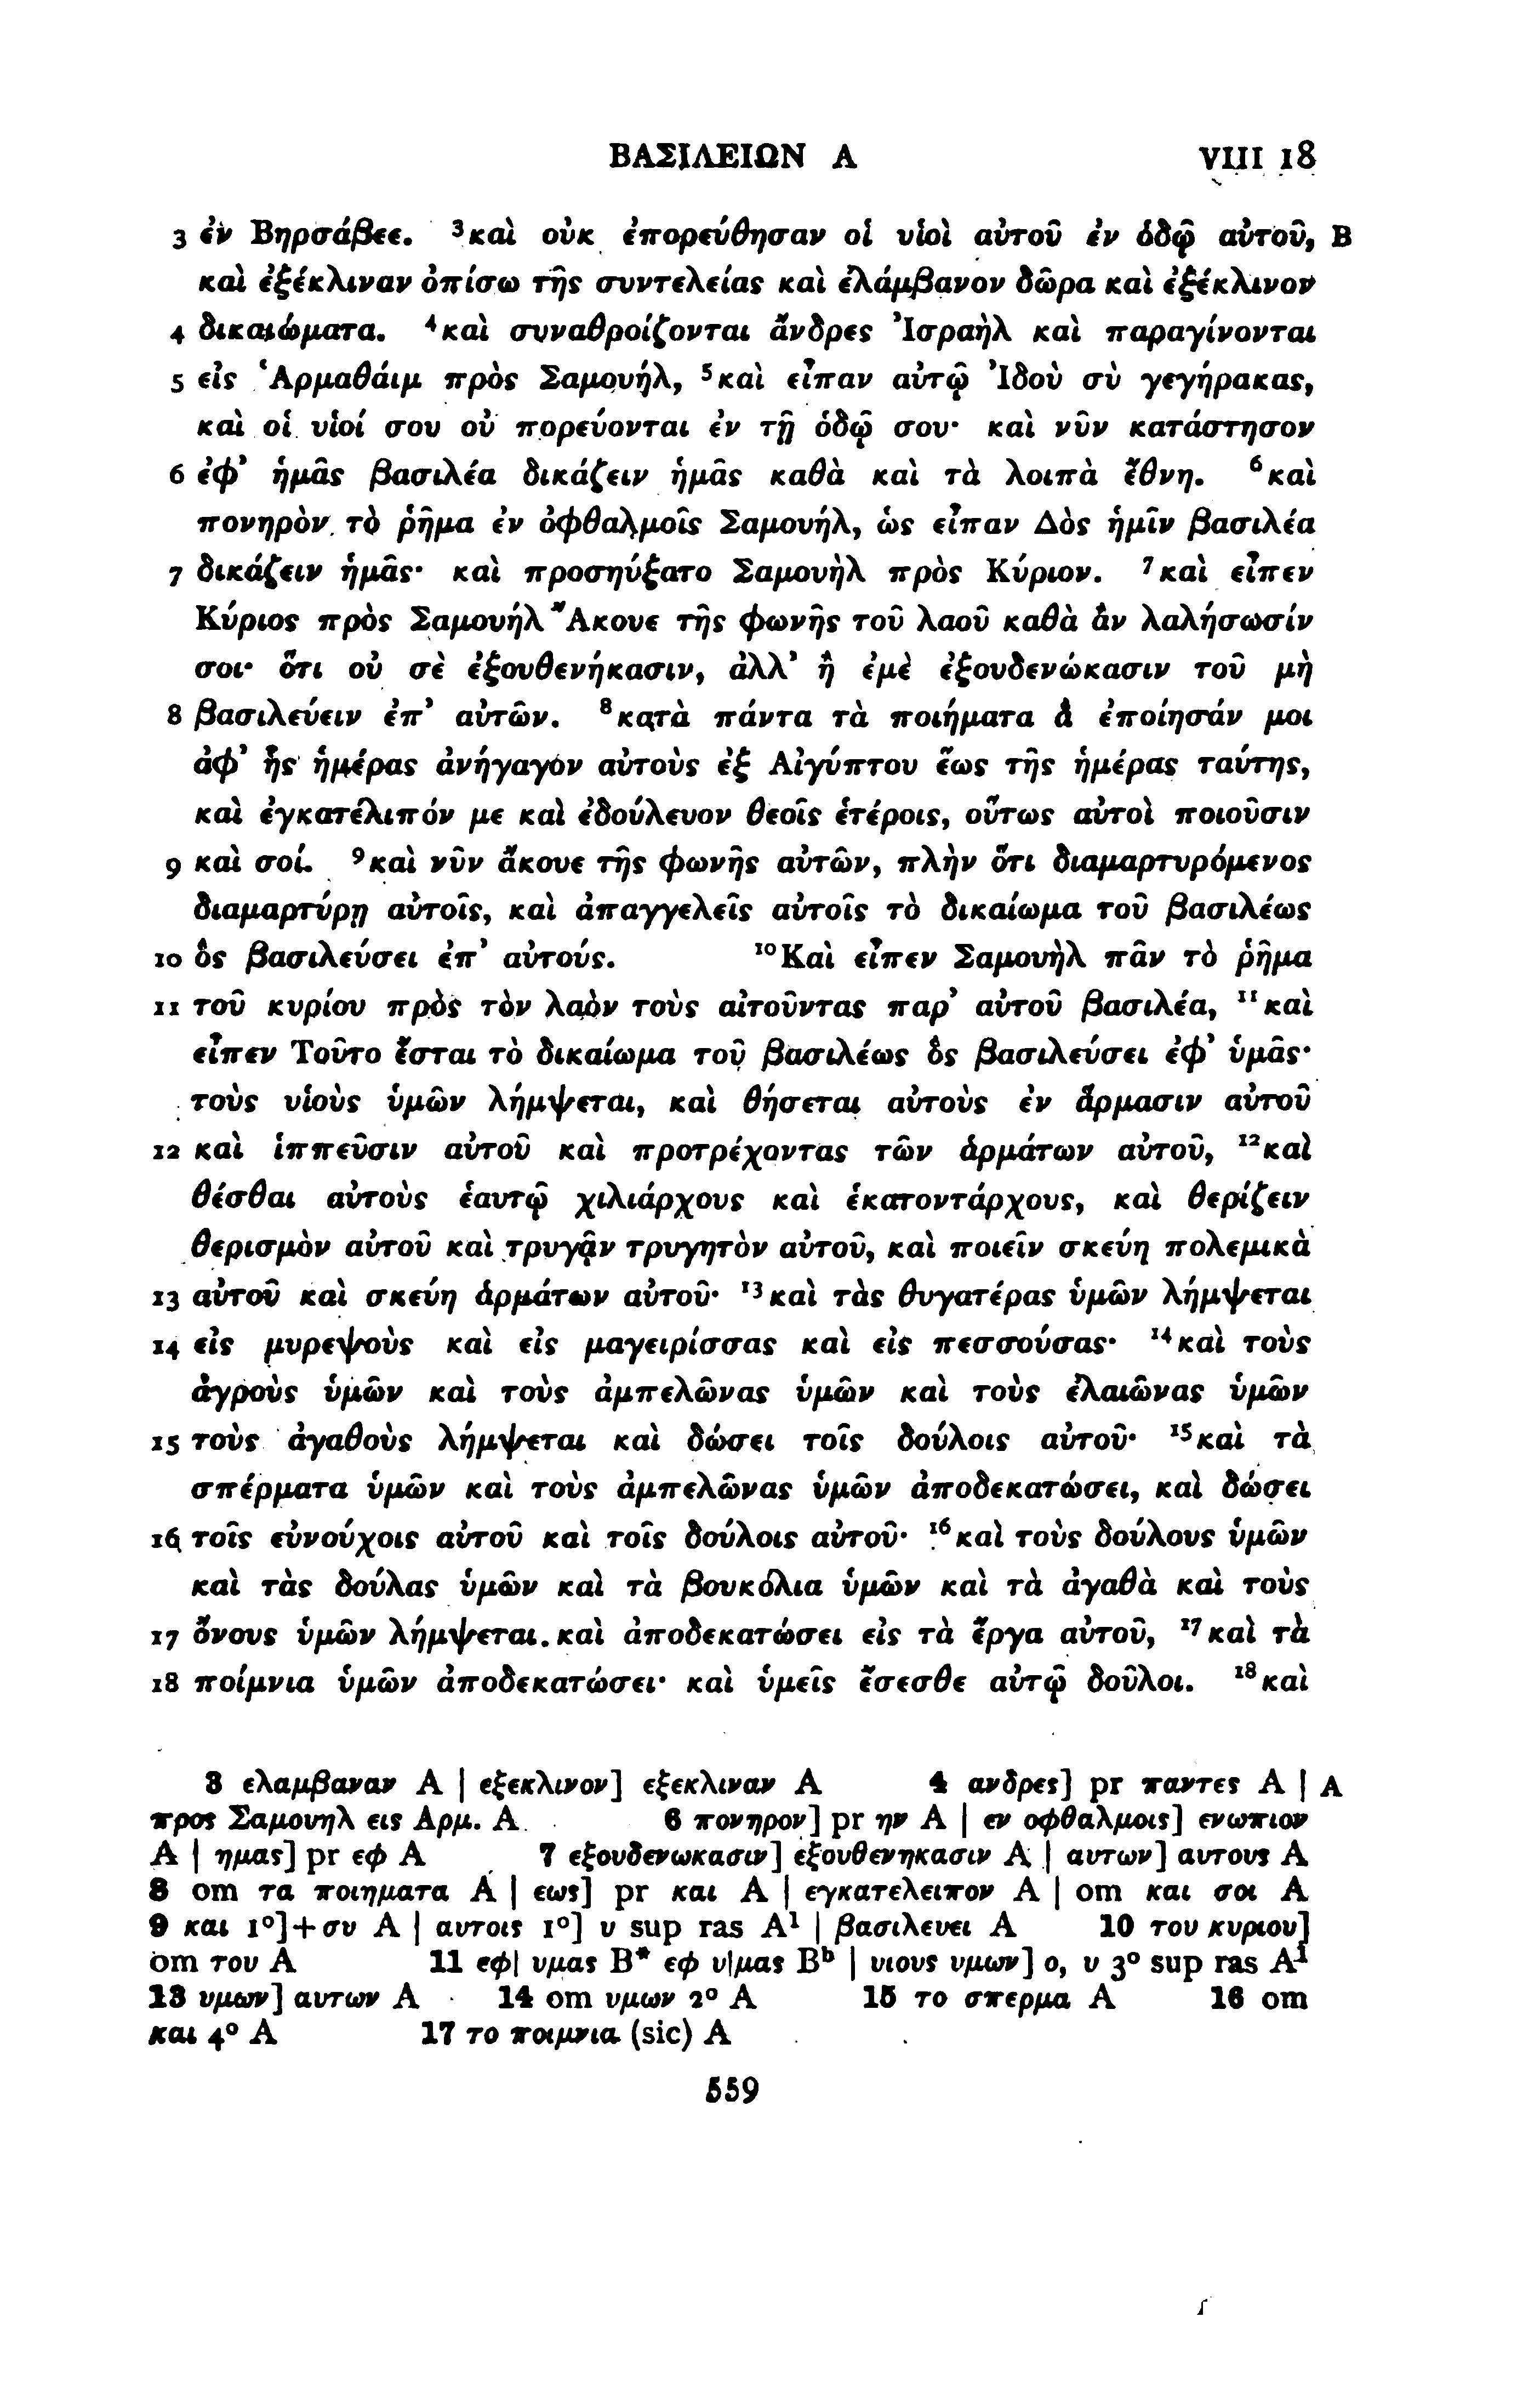 ΒΑΣΙΛΕΙΩΝ Α VIII 18
3 ἐν Βηρσάβεε. ³καὶ οὐκ ἐπορεύθησαν οἱ υἱοὶ αὐτοῦ ἐν ὁδῷ αὐτοῦ, B
καὶ ἐξέκλιναν ὀπίσω τῆς συντελείας καὶ ἐλάμβανον δῶρα καὶ ἐξέκλινον
4 δικαιώματα. ⁴καὶ συναθροίζονται ἄνδρες Ἰσραὴλ καὶ παραγίνονται
5 εἰς Ἁρμαθάιμ πρὸς Σαμουήλ, ⁵καὶ εἶπαν αὐτῷ Ἰδοὺ σὺ γεγήρακας,
καὶ οἱ υἱοί σου οὐ πορεύονται ἐν τῇ ὁδῷ σου· καὶ νῦν κατάστησον
6 ἐφ’ ἡμᾶς βασιλέα δικάζειν ἡμᾶς καθὰ καὶ τὰ λοιπὰ ἔθνη. ⁶καὶ
πονηρὸν τὸ ῥῆμα ἐν ὀφθαλμοῖς Σαμουήλ, ὡς εἶπαν Δὸς ἡμῖν βασιλέα
7 δικάζειν ἡμᾶς· καὶ προσηύξατο Σαμουὴλ πρὸς Κύριον. ⁷καὶ εἶπεν
Κύριος πρὸς Σαμουήλ Ἄκουε τῆς φωνῆς τοῦ λαοῦ καθὰ ἂν λαλήσωσίν
σοι· ὅτι οὐ σὲ ἐξουθενήκασιν, ἀλλ’ ἢ ἐμὲ ἐξουδενώκασιν τοῦ μὴ
8 βασιλεύειν ἐπ’ αὐτῶν. ⁸κατὰ πάντα τὰ ποιήματα ἃ ἐποίησάν μοι
ἀφ’ ἧς ἡμέρας ἀνήγαγον αὐτοὺς ἐξ Αἰγύπτου ἕως τῆς ἡμέρας ταύτης,
καὶ ἐγκατέλιπόν με καὶ ἐδούλευον θεοῖς ἑτέροις, οὕτως αὐτοὶ ποιοῦσιν
9 καὶ σοί. ⁹καὶ νῦν ἄκουε τῆς φωνῆς αὐτῶν, πλὴν ὅτι διαμαρτυρόμενος
διαμαρτύρῃ αὐτοῖς, καὶ ἀπαγγελεῖς αὐτοῖς τὸ δικαίωμα τοῦ βασιλέως
10 ὃς βασιλεύσει ἐπ’ αὐτούς. ¹⁰Καὶ εἶπεν Σαμουὴλ πᾶν τὸ ῥῆμα
11 τοῦ κυρίου πρὸς τὸν λαὸν τοὺς αἰτοῦντας παρ’ αὐτοῦ βασιλέα, ¹¹καὶ
εἶπεν Τοῦτο ἔσται τὸ δικαίωμα τοῦ βασιλέως ὃς βασιλεύσει ἐφ’ ὑμᾶς·
τοὺς υἱοὺς ὑμῶν λήμψεται, καὶ θήσεται αὐτοὺς ἐν ἅρμασιν αὐτοῦ
12 καὶ ἱππεῦσιν αὐτοῦ καὶ προτρέχοντας τῶν ἁρμάτων αὐτοῦ, ¹²καὶ
θέσθαι αὐτοὺς ἑαυτῷ χιλιάρχους καὶ ἑκατοντάρχους, καὶ θερίζειν
θερισμὸν αὐτοῦ καὶ τρυγᾷν τρυγητὸν αὐτοῦ, καὶ ποιεῖν σκεύη πολεμικὰ
13 αὐτοῦ καὶ σκεύη ἁρμάτων αὐτοῦ· ¹³καὶ τὰς θυγατέρας ὑμῶν λήμψεται
14 εἰς μυρεψοὺς καὶ εἰς μαγειρίσσας καὶ εἰς πεσσούσας· ¹⁴καὶ τοὺς
ἀγροὺς ὑμῶν καὶ τοὺς ἀμπελῶνας ὑμῶν καὶ τοὺς ἐλαιῶνας ὑμῶν
15 τοὺς ἀγαθοὺς λήμψεται καὶ δώσει τοῖς δούλοις αὐτοῦ· ¹⁵καὶ τὰ
σπέρματα ὑμῶν καὶ τοὺς ἀμπελῶνας ὑμῶν ἀποδεκατώσει, καὶ δώσει
16 τοῖς εὐνούχοις αὐτοῦ καὶ τοῖς δούλοις αὐτοῦ· ¹⁶καὶ τοὺς δούλους ὑμῶν
καὶ τὰς δούλας ὑμῶν καὶ τὰ βουκόλια ὑμῶν καὶ τὰ ἀγαθὰ καὶ τοὺς
17 ὄνους ὑμῶν λήμψεται. καὶ ἀποδεκατώσει εἰς τὰ ἔργα αὐτοῦ, ¹⁷καὶ τὰ
18 ποίμνια ὑμῶν ἀποδεκατώσει· καὶ ὑμεῖς ἔσεσθε αὐτῷ δοῦλοι. ¹⁸καὶ
3 ελαμβαναν A | εξεκλινον] εξεκλιναν A 4 ανδρες] pr παντες A | A
προς Σαμουηλ εις Αρμ. A 6 πονηρον] pr ην A | εν οφθαλμοις] ενωπιον
A | ημας] pr εφ A 7 εξουδενωκασιν] εξουθενηκασιν A | αυτων] αυτους A
8 om τα ποιηματα A | εως] pr και A | εγκατελειπον A | om και σοι A
9 και 1°]+συ A | αυτοις 1°] υ sup ras A¹ | βασιλευει A 10 του κυριου]
om του A 11 εφ| υμας B* εφ υ|μας Bᵇ | υιους υμων] ο, υ 3° sup ras A¹
13 υμων] αυτων A 14 om υμων 2° A 15 το σπερμα A 16 om
και 4° A 17 το ποιμνια (sic) A
559